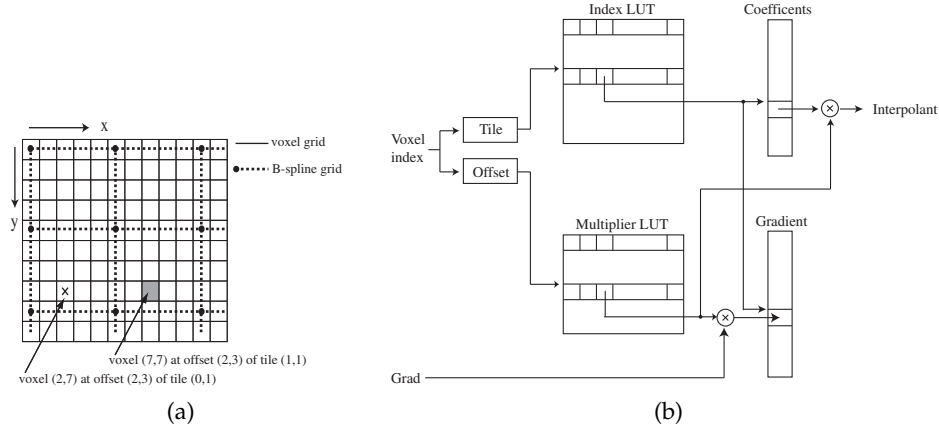 x
y
voxel grid
B-spline grid
×
voxel (7,7) at offset (2,3) of tile (1,1)
voxel (2,7) at offset (2,3) of tile (0,1)
(a)
Index LUT
Coefficents
Voxel
index
Tile
Offset
×
Interpolant
Multiplier LUT
Gradient
×
Grad
(b)